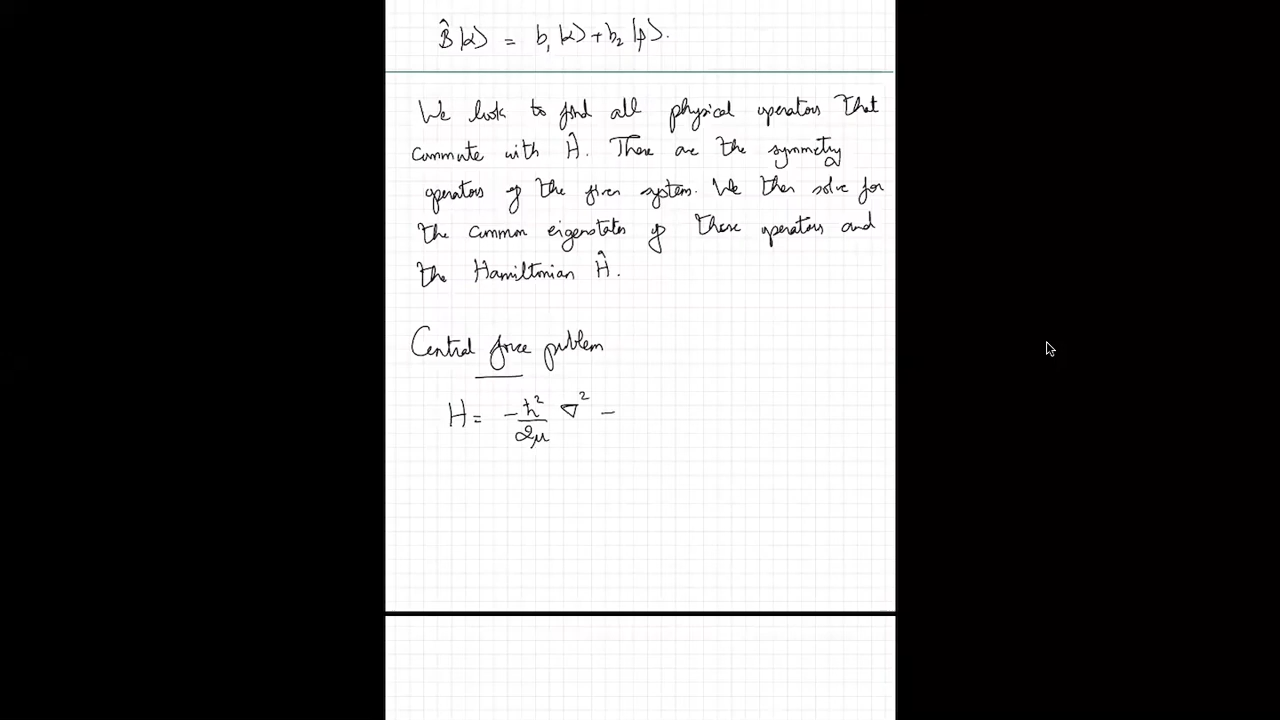 B̂|α⟩ = b₁|α⟩ + b₂|β⟩.
We look to find all physical operators that
commute with Ĥ. These are the symmetry
operators of the given system. We then solve for
the common eigenstates of these operators and
the Hamiltonian Ĥ.
Central force problem
H = -ħ²/2μ ∇² -